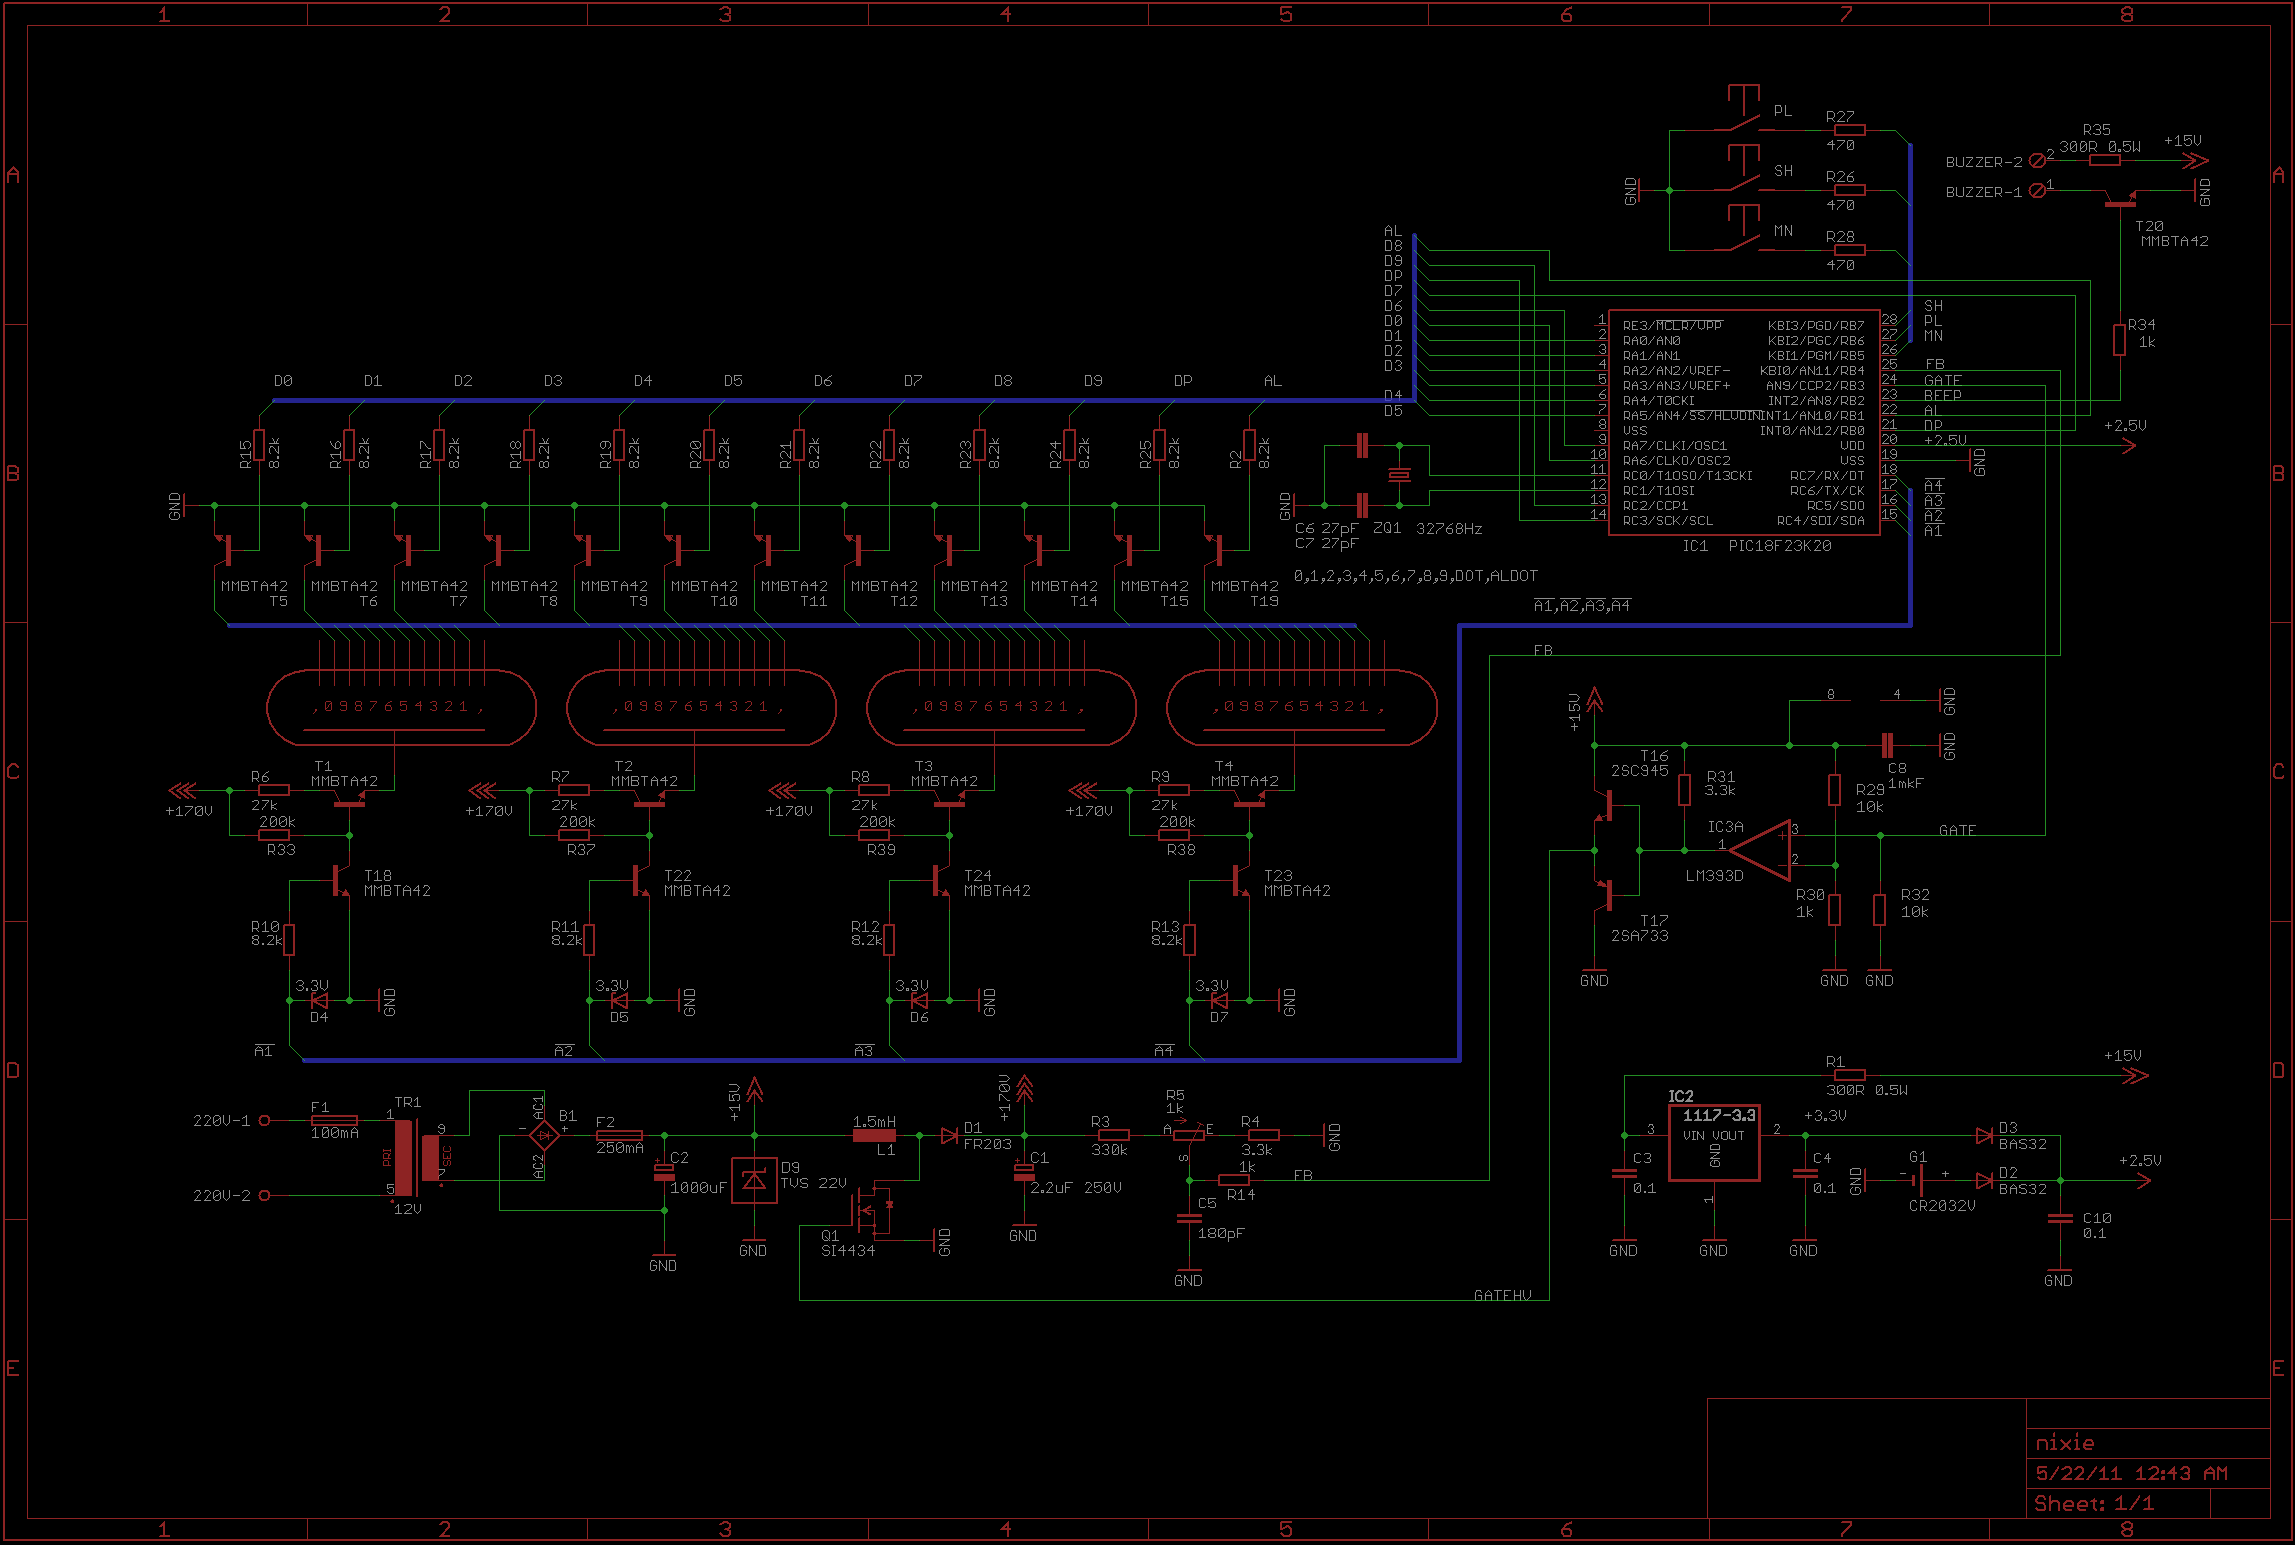 1 2 3 4 5 6 7 8
A A
B B
C C
D D
E E
PL
SH
MN
R27
470
R26
470
R28
470
GND
BUZZER-2
2
R35
300R 0.5W
+15V
BUZZER-1
1
GND
T20
MMBTA42
R34
1k
AL
D8
D9
DP
D7
D6
D0
D1
D2
D3
D4
D5
1 RE3/MCLR/VPP
2 RA0/AN0
3 RA1/AN1
4 RA2/AN2/VREF-
5 RA3/AN3/VREF+
6 RA4/T0CKI
7 RA5/AN4/SS/HLVDIN
8 VSS
9 RA7/CLKI/OSC1
10 RA6/CLKO/OSC2
11 RC0/T1OSO/T13CKI
12 RC1/T1OSI
13 RC2/CCP1
14 RC3/SCK/SCL
KBI3/PGD/RB7 28
KBI2/PGC/RB6 27
KBI1/PGM/RB5 26
KBI0/AN11/RB4 25
AN9/CCP2/RB3 24
INT2/AN8/RB2 23
INT1/AN10/RB1 22
INT0/AN12/RB0 21
VDD 20
VSS 19
RC7/RX/DT 18
RC6/TX/CK 17
RC5/SDO 16
RC4/SDI/SDA 15
IC1 PIC18F23K20
SH
PL
MN
FB
GATE
BEEP
AL
DP
+2.5V
+2.5V
GND
A4
A3
A2
A1
D0 D1 D2 D3 D4 D5 D6 D7 D8 D9 DP AL
R15 8.2k R16 8.2k R17 8.2k R18 8.2k R19 8.2k R20 8.2k R21 8.2k R22 8.2k R23 8.2k R24 8.2k R25 8.2k R2 8.2k
GND
MMBTA42 MMBTA42 MMBTA42 MMBTA42 MMBTA42 MMBTA42 MMBTA42 MMBTA42 MMBTA42 MMBTA42 MMBTA42 MMBTA42
T5 T6 T7 T8 T9 T10 T11 T12 T13 T14 T15 T19
GND
C6 27pF
C7 27pF
ZQ1 32768Hz
0,1,2,3,4,5,6,7,8,9,DOT,ALDOT
A1,A2,A3,A4
FB
,0987654321, ,0987654321, ,0987654321, ,0987654321,
+170V
R6
27k
200k
R33
T1
MMBTA42
T18
MMBTA42
R10
8.2k
3.3V
D4
GND
A1
+170V
R7
27k
200k
R37
T2
MMBTA42
T22
MMBTA42
R11
8.2k
3.3V
D5
GND
A2
+170V
R8
27k
200k
R39
T3
MMBTA42
T24
MMBTA42
R12
8.2k
3.3V
D6
GND
A3
+170V
R9
27k
200k
R38
T4
MMBTA42
T23
MMBTA42
R13
8.2k
3.3V
D7
GND
A4
+15V
T16
2SC945
R31
3.3k
8
4
GND
GND
C8
1mkF
R29
10k
IC3A
3
2
1
LM393D
GATE
T17
2SA733
R30
1k
R32
10k
GND
GND
GND
220V-1
220V-2
F1
100mA
TR1
1
5
9
7
PRI
SEC
12V
AC1
AC2
-
+
B1
F2
250mA
C2
1000uF
GND
+15V
D9
TVS 22V
GND
1.5mH
L1
Q1
SI4434
GND
D1
FR203
+170V
C1
2.2uF 250V
GND
R3
330k
R5
1k
A
E
S
R4
3.3k
GND
1k
R14
FB
C5
180pF
GND
GATEHV
R1
300R 0.5W
+15V
IC2
1117-3.3
VIN VOUT
GND
3
2
1
+3.3V
C3
0.1
GND
GND
C4
0.1
GND
D3
BAS32
D2
BAS32
GND
G1
-
+
CR2032V
+2.5V
C10
0.1
GND
nixie
5/22/11 12:43 AM
Sheet: 1/1
1 2 3 4 5 6 7 8